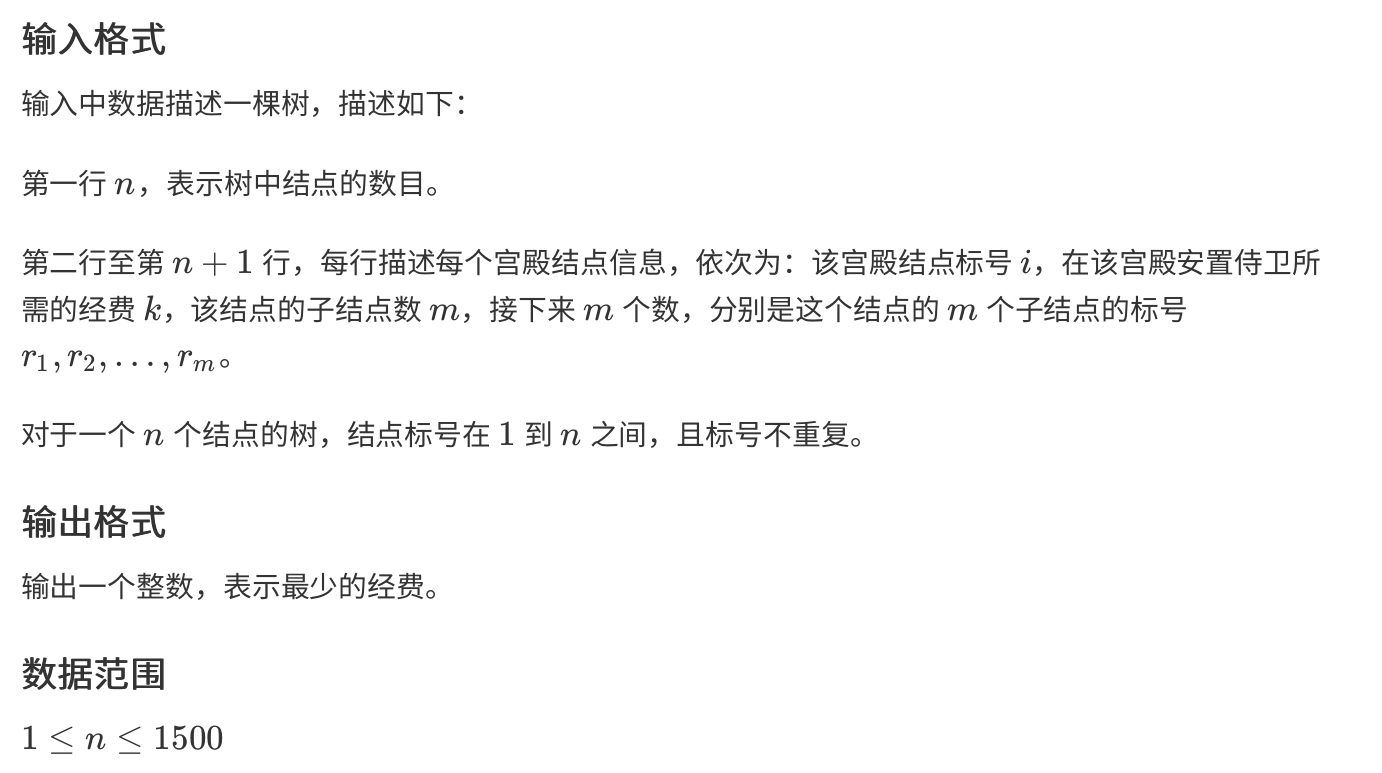 输入格式
输入中数据描述一棵树，描述如下：
第一行 n，表示树中结点的数目。
第二行至第 n + 1 行，每行描述每个宫殿结点信息，依次为：该宫殿结点标号 i，在该宫殿安置侍卫所
需的经费 k，该结点的子结点数 m，接下来 m 个数，分别是这个结点的 m 个子结点的标号
r₁, r₂, . . . , rₘ。
对于一个 n 个结点的树，结点标号在 1 到 n 之间，且标号不重复。
输出格式
输出一个整数，表示最少的经费。
数据范围
1 ≤ n ≤ 1500